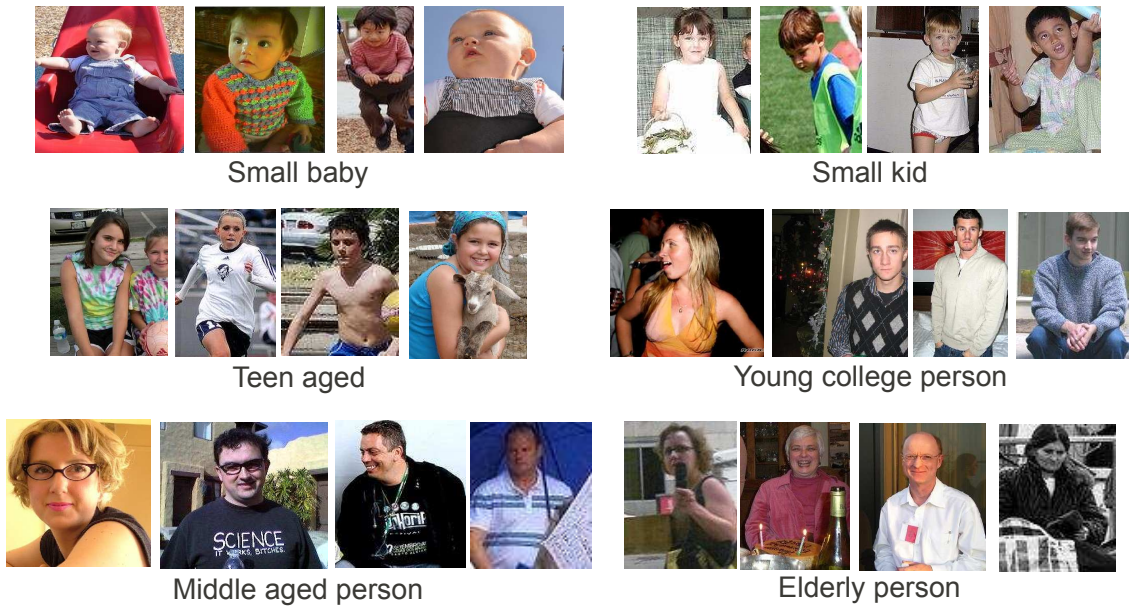 Small baby
Small kid
Teen aged
Young college person
SCIENCE
IT WORKS, BITCHES.
Middle aged person
Elderly person